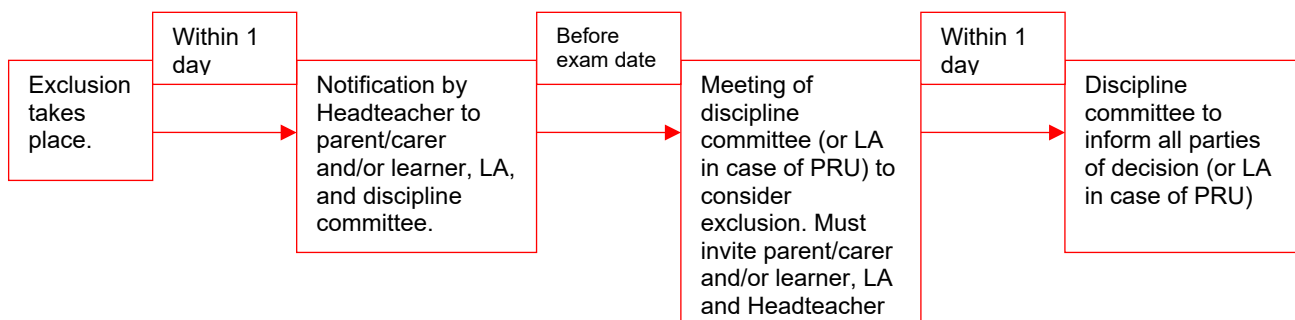 Exclusion
takes
place.
Within 1
day
Notification by
Headteacher to
parent/carer
and/or learner, LA,
and discipline
committee.
Before
exam date
Meeting of
discipline
committee (or LA
in case of PRU) to
consider
exclusion. Must
invite parent/carer
and/or learner, LA
and Headteacher
Within 1
day
Discipline
committee to
inform all parties
of decision (or LA
in case of PRU)